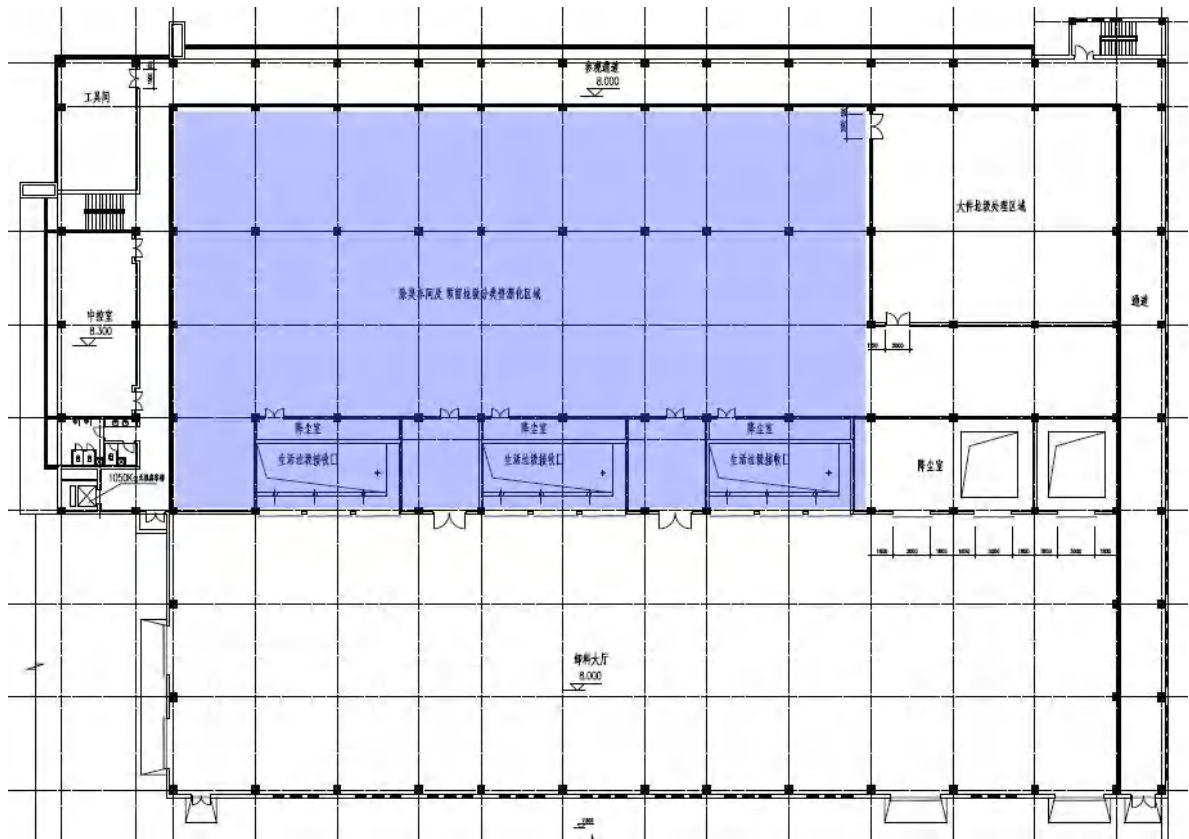 参观通道
8.000
工具间
大件垃圾处理区域
除臭车间及 预留垃圾分类资源化区域
通道
中控室
8.300
3000
降尘室
降尘室
降尘室
生活垃圾接收口
生活垃圾接收口
生活垃圾接收口
降尘室
卸料大厅
8.000